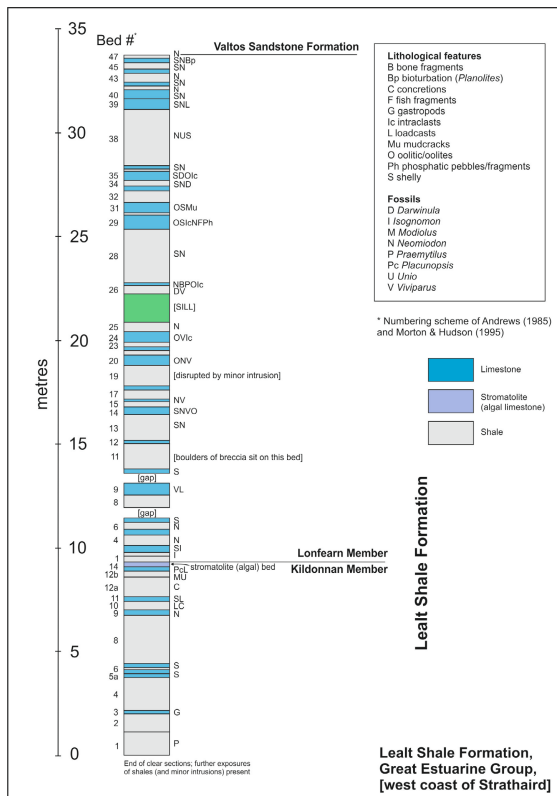 35
30
25
20
15
10
5
0
metres
Bed #*
47 N
Valtos Sandstone Formation
SNBp
45 SN
43 N
SN
N
40 SN
39 SNL
38 NUS
SN
35 SDOIc
34 SND
32
31 OSMu
29 OSIcNFPh
28 SN
NBPOIc
26 DV
[SILL]
25 N
24 OVIc
23
20 ONV
19 [disrupted by minor intrusion]
17
NV
15
14 SNVO
13 SN
12
11 [boulders of breccia sit on this bed]
S
[gap]
9 VL
8
[gap]
S
6 N
4 N
SI
1 I
Lonfearn Member
14 stromatolite (algal) bed
Kildonnan Member
PcL
12b MU
12a C
11 SL
10 LC
9 N
8
6 S
5a S
4
3 G
2
1 P
End of clear sections; further exposures
of shales (and minor intrusions) present
Lithological features
B bone fragments
Bp bioturbation (Planolites)
C concretions
F fish fragments
G gastropods
Ic intraclasts
L loadcasts
Mu mudcracks
O oolitic/oolites
Ph phosphatic pebbles/fragments
S shelly
Fossils
D Darwinula
I Isognomon
M Modiolus
N Neomiodon
P Praemytilus
Pc Placunopsis
U Unio
V Viviparus
* Numbering scheme of Andrews (1985)
and Morton & Hudson (1995)
Limestone
Stromatolite
(algal limestone)
Shale
Lealt Shale Formation
Lealt Shale Formation,
Great Estuarine Group,
[west coast of Strathaird]